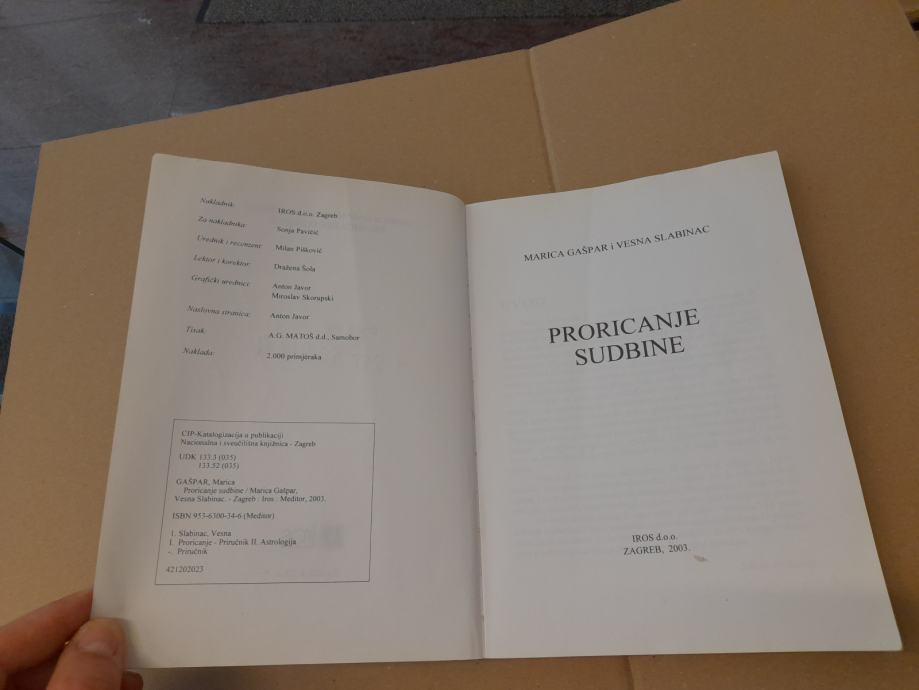 Nakladnik: IROS d.o.o. Zagreb
Za nakladnika: Sonja Pavičić
Urednik i recenzent: Milan Pišković
Lektor i korektor: Dražena Šola
Grafički urednici: Anton Javor
Miroslav Skorupski
Naslovna stranica: Anton Javor
Tisak: A.G. MATOŠ d.d., Samobor
Naklada: 2.000 primjeraka
CIP-Katalogizacija u publikaciji
Nacionalna i sveučilišna knjižnica - Zagreb
UDK 133.3 (035)
133.52 (035)
GAŠPAR, Marica
Proricanje sudbine / Marica Gašpar,
Vesna Slabinac. - Zagreb : Iros : Meditor, 2003.
ISBN 953-6300-34-6 (Meditor)
1. Slabinac, Vesna
I. Proricanje - Priručnik II. Astrologija
-. Priručnik
421202023
MARICA GAŠPAR i VESNA SLABINAC
PRORICANJE
SUDBINE
IROS d.o.o.
ZAGREB, 2003.